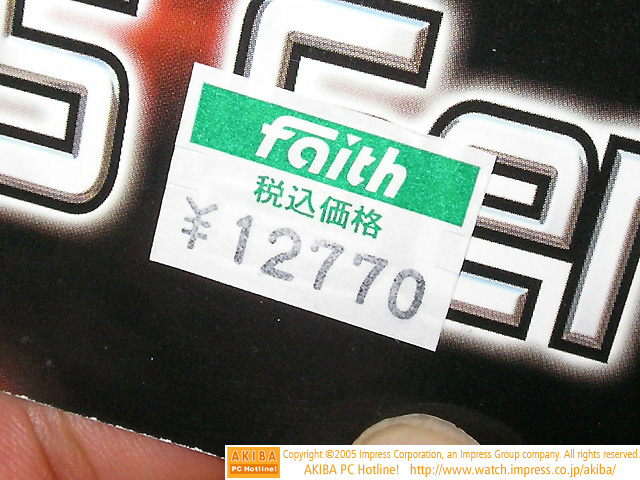 S Ser
faith
税込価格
¥12770
AKIBA
PC Hotline!
Copyright ©2005 Impress Corporation, an Impress Group company. All rights reserved.
AKIBA PC Hotline! http://www.watch.impress.co.jp/akiba/